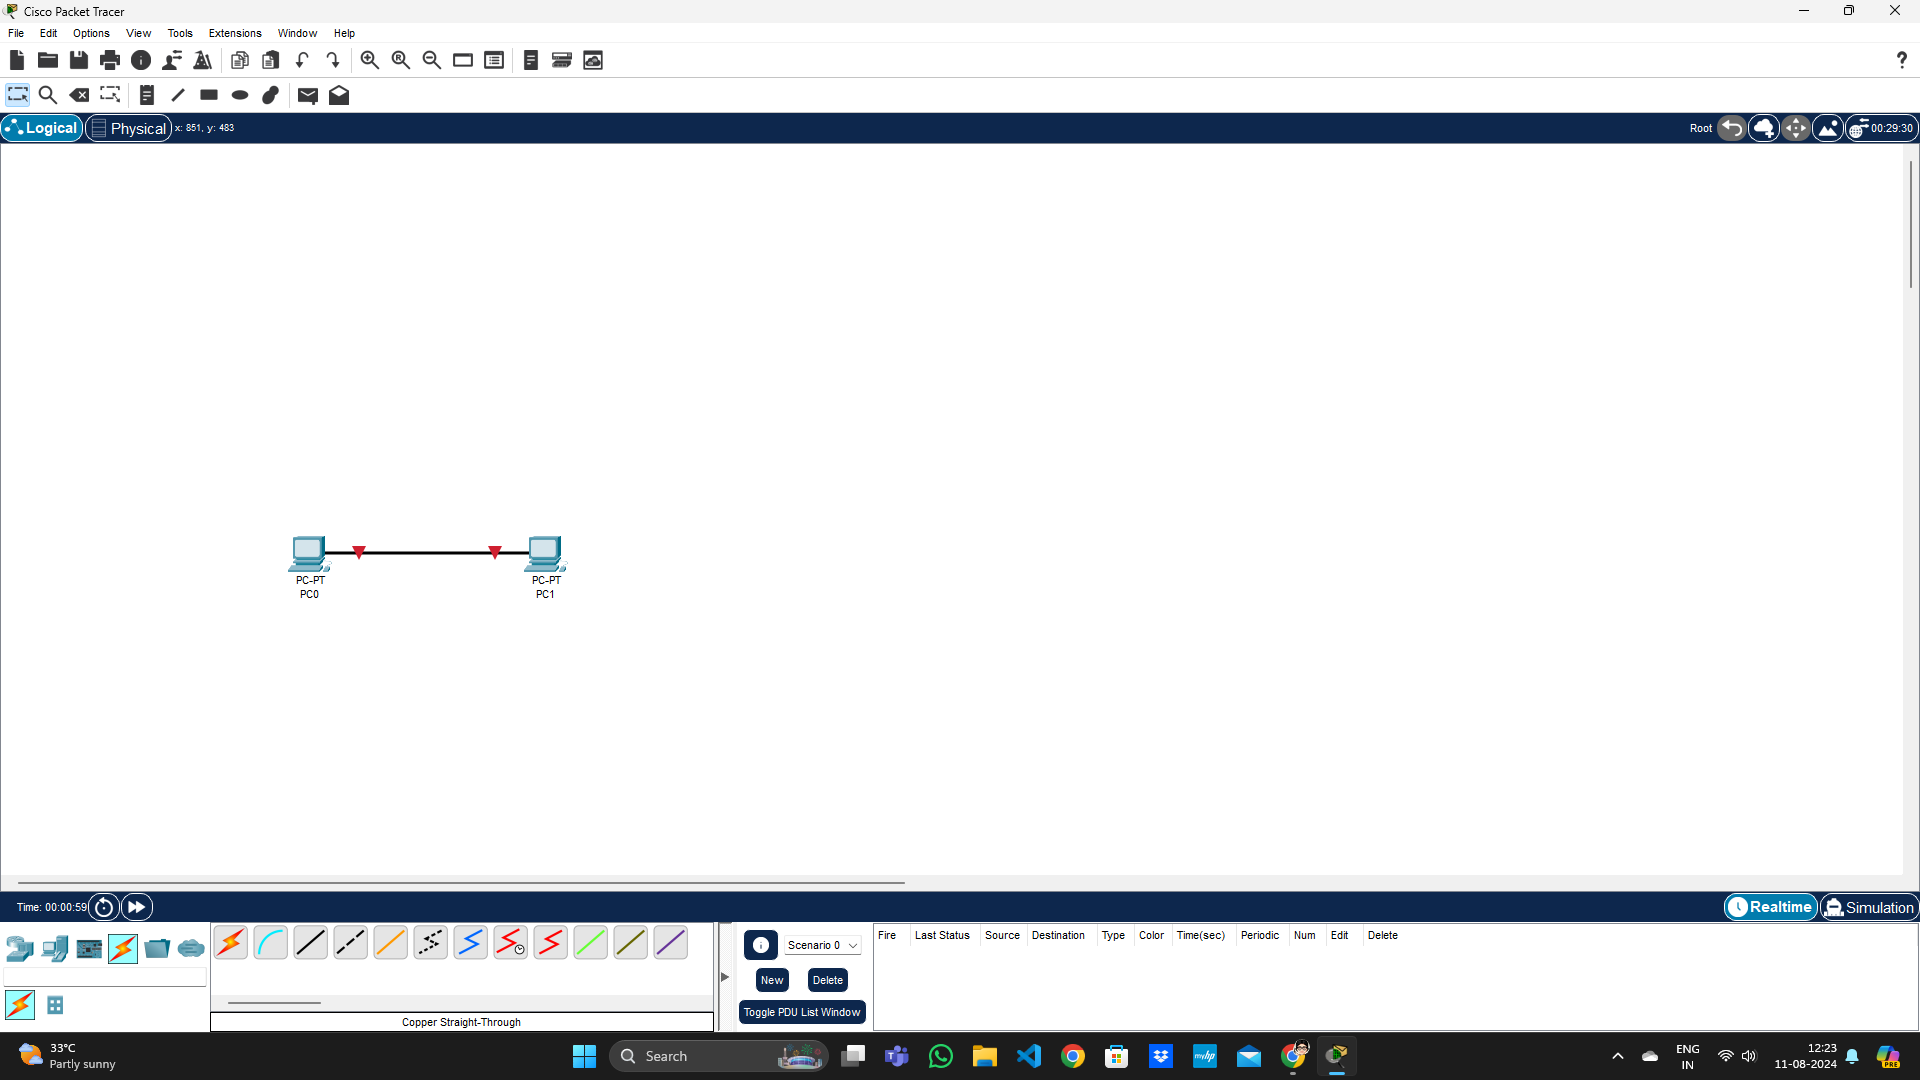 Cisco Packet Tracer
File Edit Options View Tools Extensions Window Help
?
Logical Physical x: 851, y: 483 Root 00:29:30
PC-PT PC-PT
PC0 PC1
Time: 00:00:59 Realtime Simulation
Scenario 0 Fire Last Status Source Destination Type Color Time(sec) Periodic Num Edit Delete
New Delete
Toggle PDU List Window
Copper Straight-Through
33°C
Partly sunny
Search
myhp
PRE
ENG
IN
12:23
11-08-2024